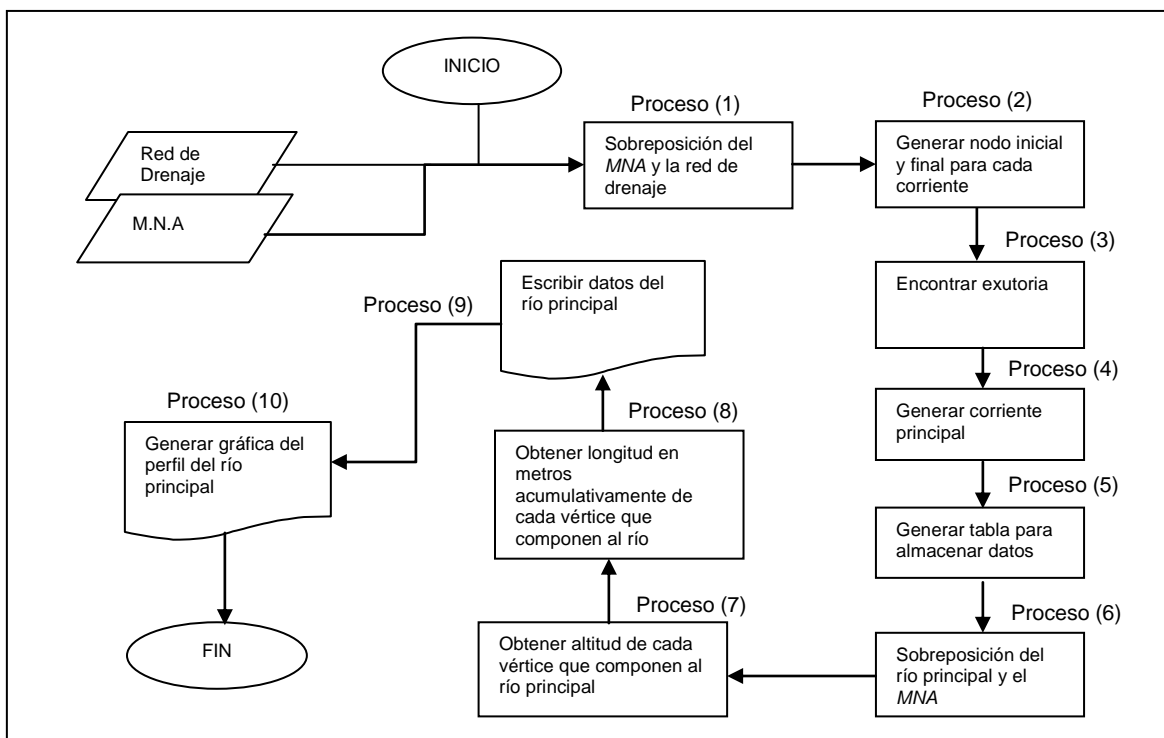 INICIO
Red de
Drenaje
M.N.A
Proceso (1)
Sobreposición del
MNA y la red de
drenaje
Proceso (2)
Generar nodo inicial
y final para cada
corriente
Proceso (3)
Encontrar exutoria
Proceso (4)
Generar corriente
principal
Proceso (5)
Generar tabla para
almacenar datos
Proceso (6)
Sobreposición del
río principal y el
MNA
Proceso (7)
Obtener altitud de cada
vértice que componen al
río principal
Proceso (8)
Obtener longitud en
metros
acumulativamente de
cada vértice que
componen al río
Proceso (9)
Escribir datos del
río principal
Proceso (10)
Generar gráfica del
perfil del río
principal
FIN